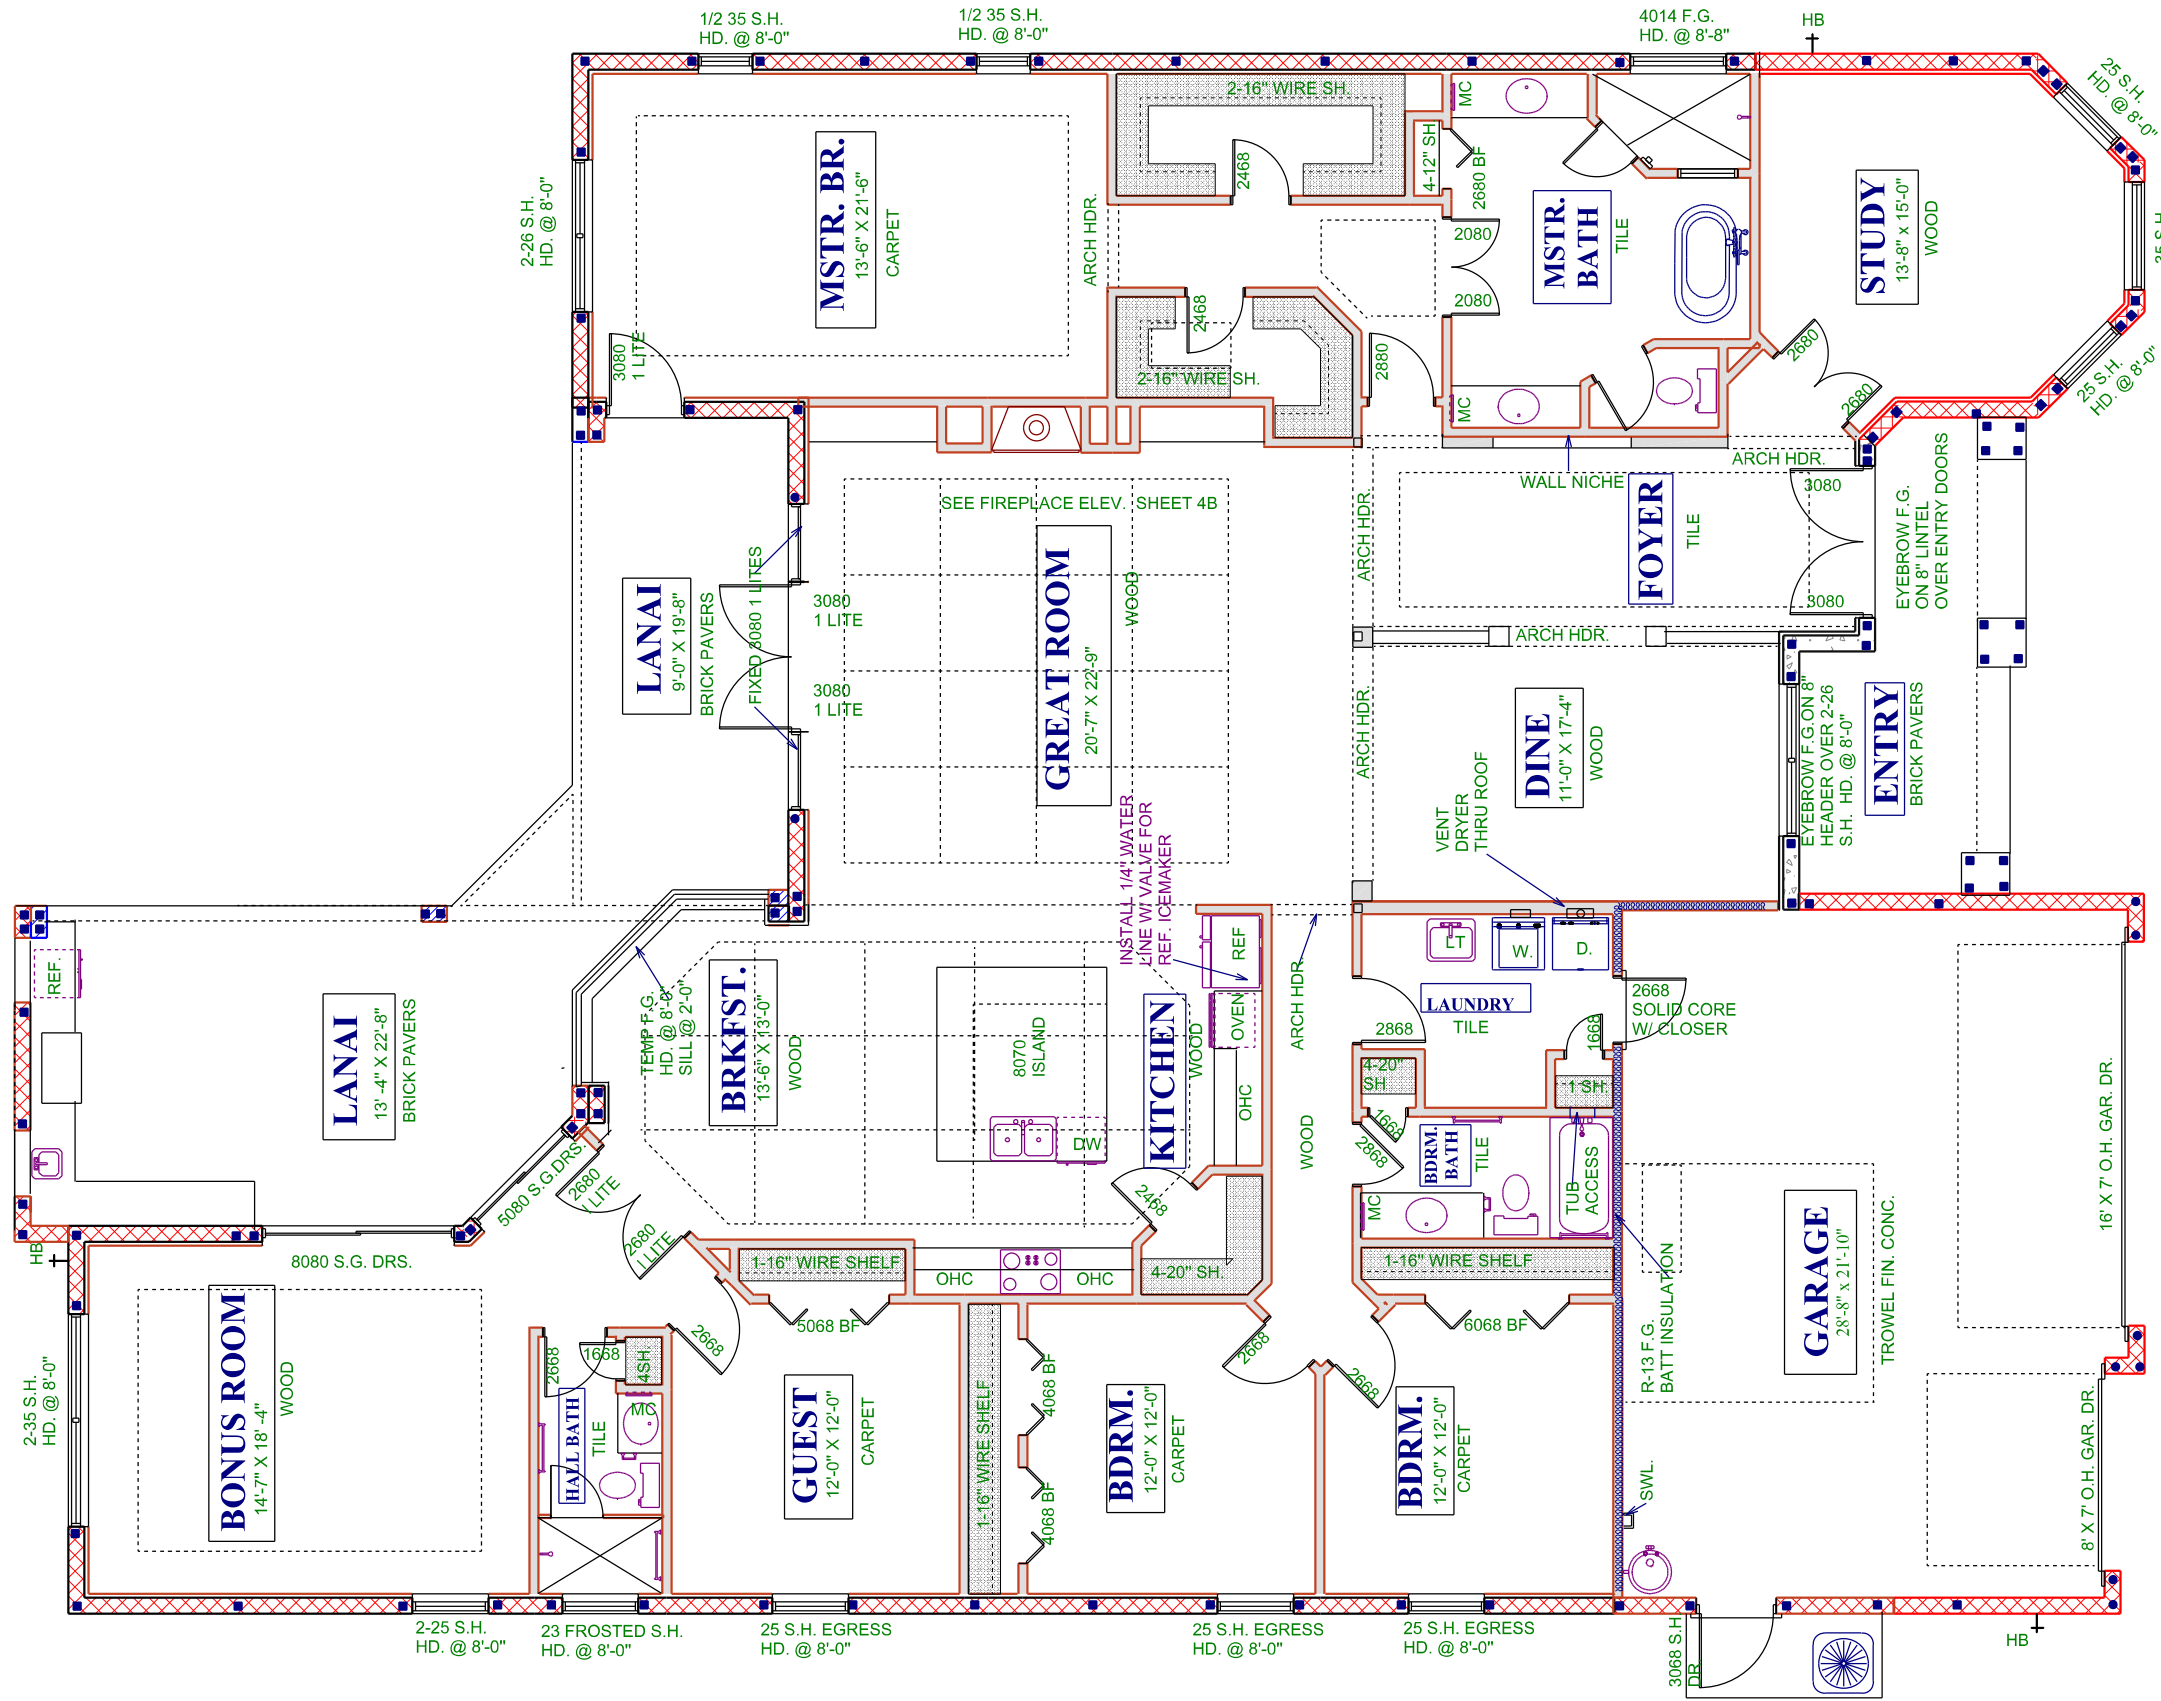 1/2 35 S.H.
HD. @ 8'-0"
1/2 35 S.H.
HD. @ 8'-0"
4014 F.G.
HD. @ 8'-8"
HB
25 S.H.
HD. @ 8'-0"
2-26 S.H.
HD. @ 8'-0"
MSTR. BR.
13'-6" X 21'-6"
CARPET
3080
1 LITE
ARCH HDR.
2-16" WIRE SH.
2468
4-12" SH.
MC
2680 BF
2080
2080
MSTR.
BATH
TILE
STUDY
13'-8" x 15'-0"
WOOD
2468
2-16" WIRE SH.
2880
MC
2680
2680
25 S.H.
HD. @ 8'-0"
ARCH HDR.
WALL NICHE
SEE FIREPLACE ELEV. SHEET 4B
ARCH HDR.
FOYER
TILE
3080
3080
EYEBROW F.G.
ON 8" LINTEL
OVER ENTRY DOORS
LANAI
9'-0" X 19'-8"
BRICK PAVERS
FIXED 3080 1 LITES
3080
1 LITE
3080
1 LITE
GREAT ROOM
20'-7" X 22'-9"
WOOD
ARCH HDR.
ARCH HDR.
DINE
11'-0" X 17'-4"
WOOD
EYEBROW F.G.ON 8"
HEADER OVER 2-26
S.H. HD. @ 8'-0"
ENTRY
BRICK PAVERS
VENT
DRYER
THRU ROOF
INSTALL 1/4" WATER
LINE W/ VALVE FOR
REF. ICEMAKER
REF.
LANAI
13' -4" X 22'-8"
BRICK PAVERS
TEMP F.G.
HD. @ 8'-0"
SILL @ 2'-0"
BRKFST.
13'-6" X 13'-0"
WOOD
8070
ISLAND
DW
KITCHEN
WOOD
REF
OVEN
OHC
ARCH HDR.
WOOD
LT
W.
D.
LAUNDRY
TILE
2868
2668
SOLID CORE
W/ CLOSER
1668
1 SH.
4-20"
SH
1668
2868
BDRM.
BATH
TILE
MC
TUB
ACCESS
16' X 7' O.H. GAR. DR.
5080 S.G.DRS.
2680
1 LITE
2680
1 LITE
2468
HB
8080 S.G. DRS.
1-16" WIRE SHELF
OHC
OHC
4-20" SH.
1-16" WIRE SHELF
5068 BF
6068 BF
R-13 F.G.
BATT INSULATION
GARAGE
28'-8" x 21'-10"
TROWEL FIN. CONC.
2-35 S.H.
HD. @ 8'-0"
BONUS ROOM
14'-7" X 18' -4"
WOOD
2668
1668
4SH
MC
HALL BATH
TILE
2668
GUEST
12'-0" X 12'-0"
CARPET
1-16" WIRE SHELF
4068 BF
4068 BF
BDRM.
12'-0" X 12'-0"
CARPET
2668
2668
BDRM.
12'-0" X 12'-0"
CARPET
SWL.
8' X 7' O.H. GAR. DR.
2-25 S.H.
HD. @ 8'-0"
23 FROSTED S.H.
HD. @ 8'-0"
25 S.H. EGRESS
HD. @ 8'-0"
25 S.H. EGRESS
HD. @ 8'-0"
25 S.H. EGRESS
HD. @ 8'-0"
3068 S.H
DR
HB